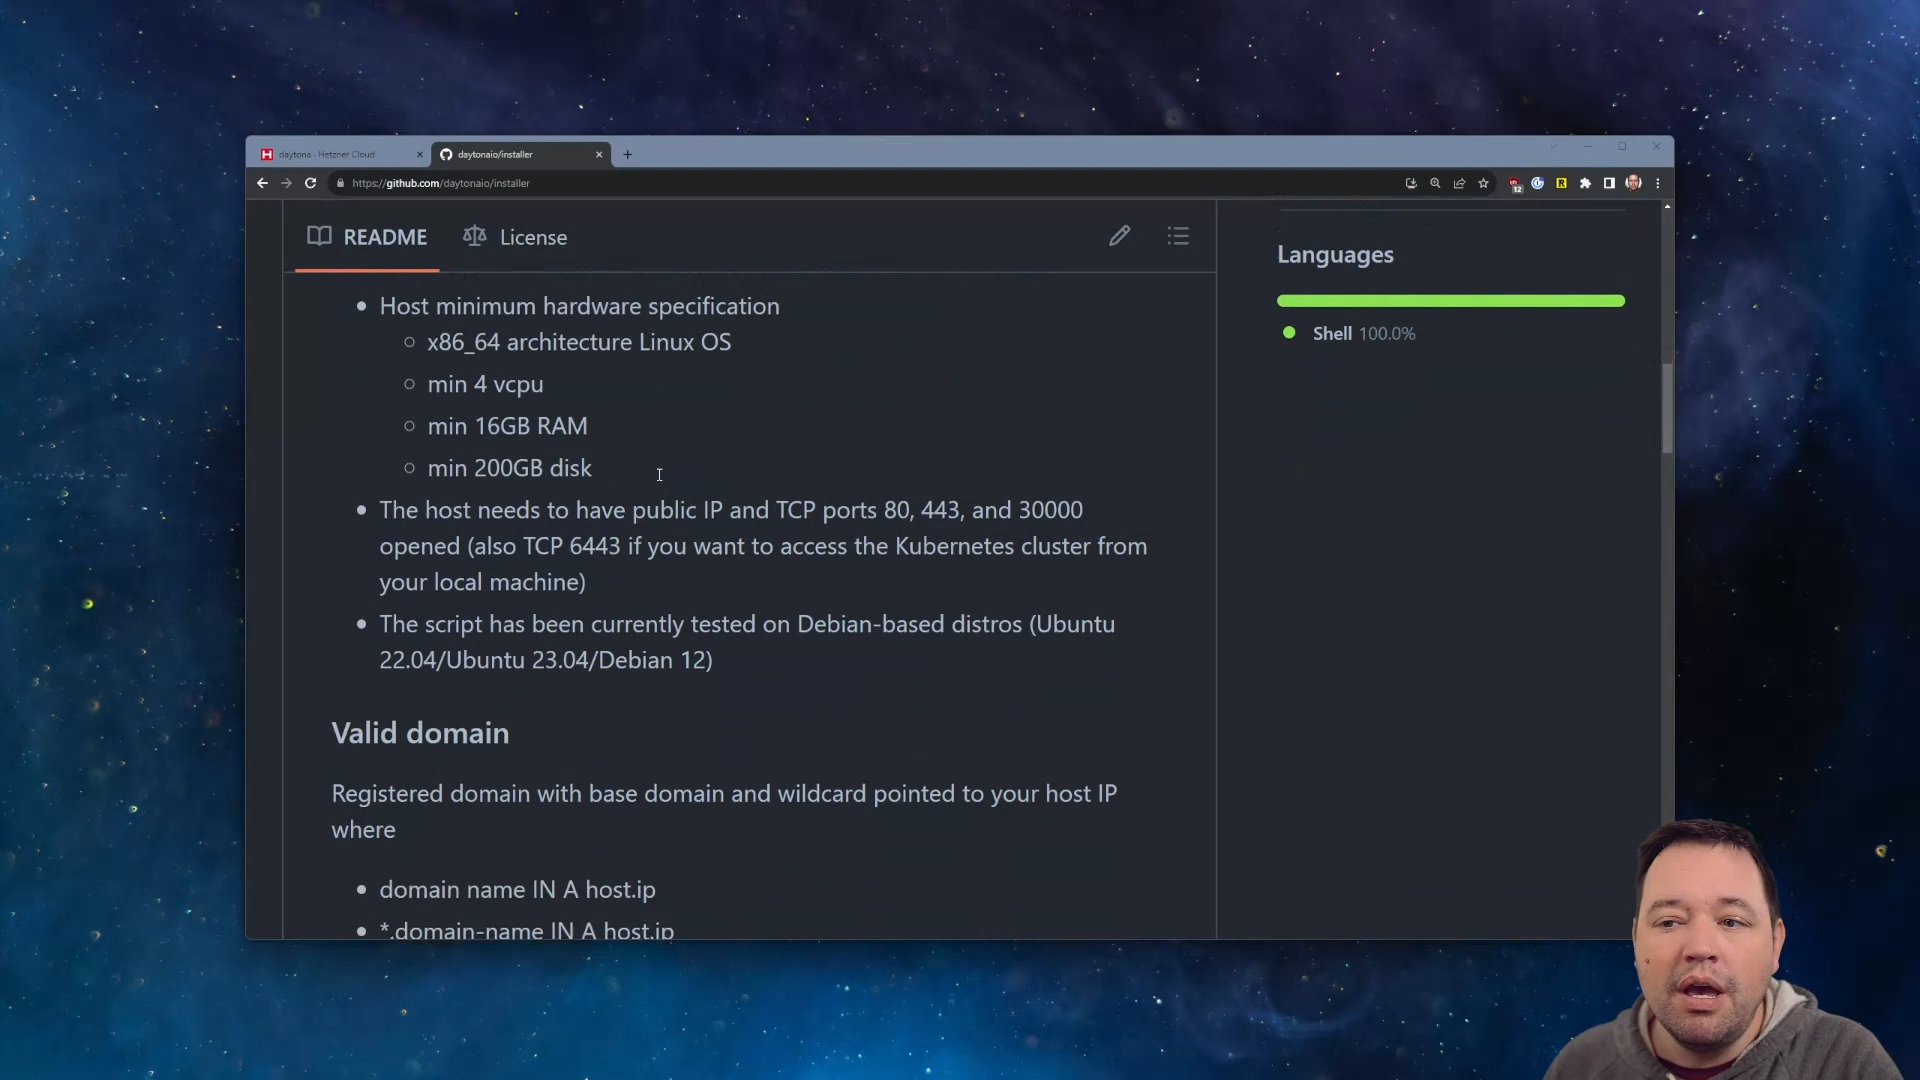 daytona - Hetzner Cloud
daytonaio/installer
https://github.com/daytonaio/installer
12
README
License
Languages
Shell 100.0%
• Host minimum hardware specification
○ x86_64 architecture Linux OS
○ min 4 vcpu
○ min 16GB RAM
○ min 200GB disk
• The host needs to have public IP and TCP ports 80, 443, and 30000
opened (also TCP 6443 if you want to access the Kubernetes cluster from
your local machine)
• The script has been currently tested on Debian-based distros (Ubuntu
22.04/Ubuntu 23.04/Debian 12)
Valid domain
Registered domain with base domain and wildcard pointed to your host IP
where
• domain name IN A host.ip
• *.domain-name IN A host.ip